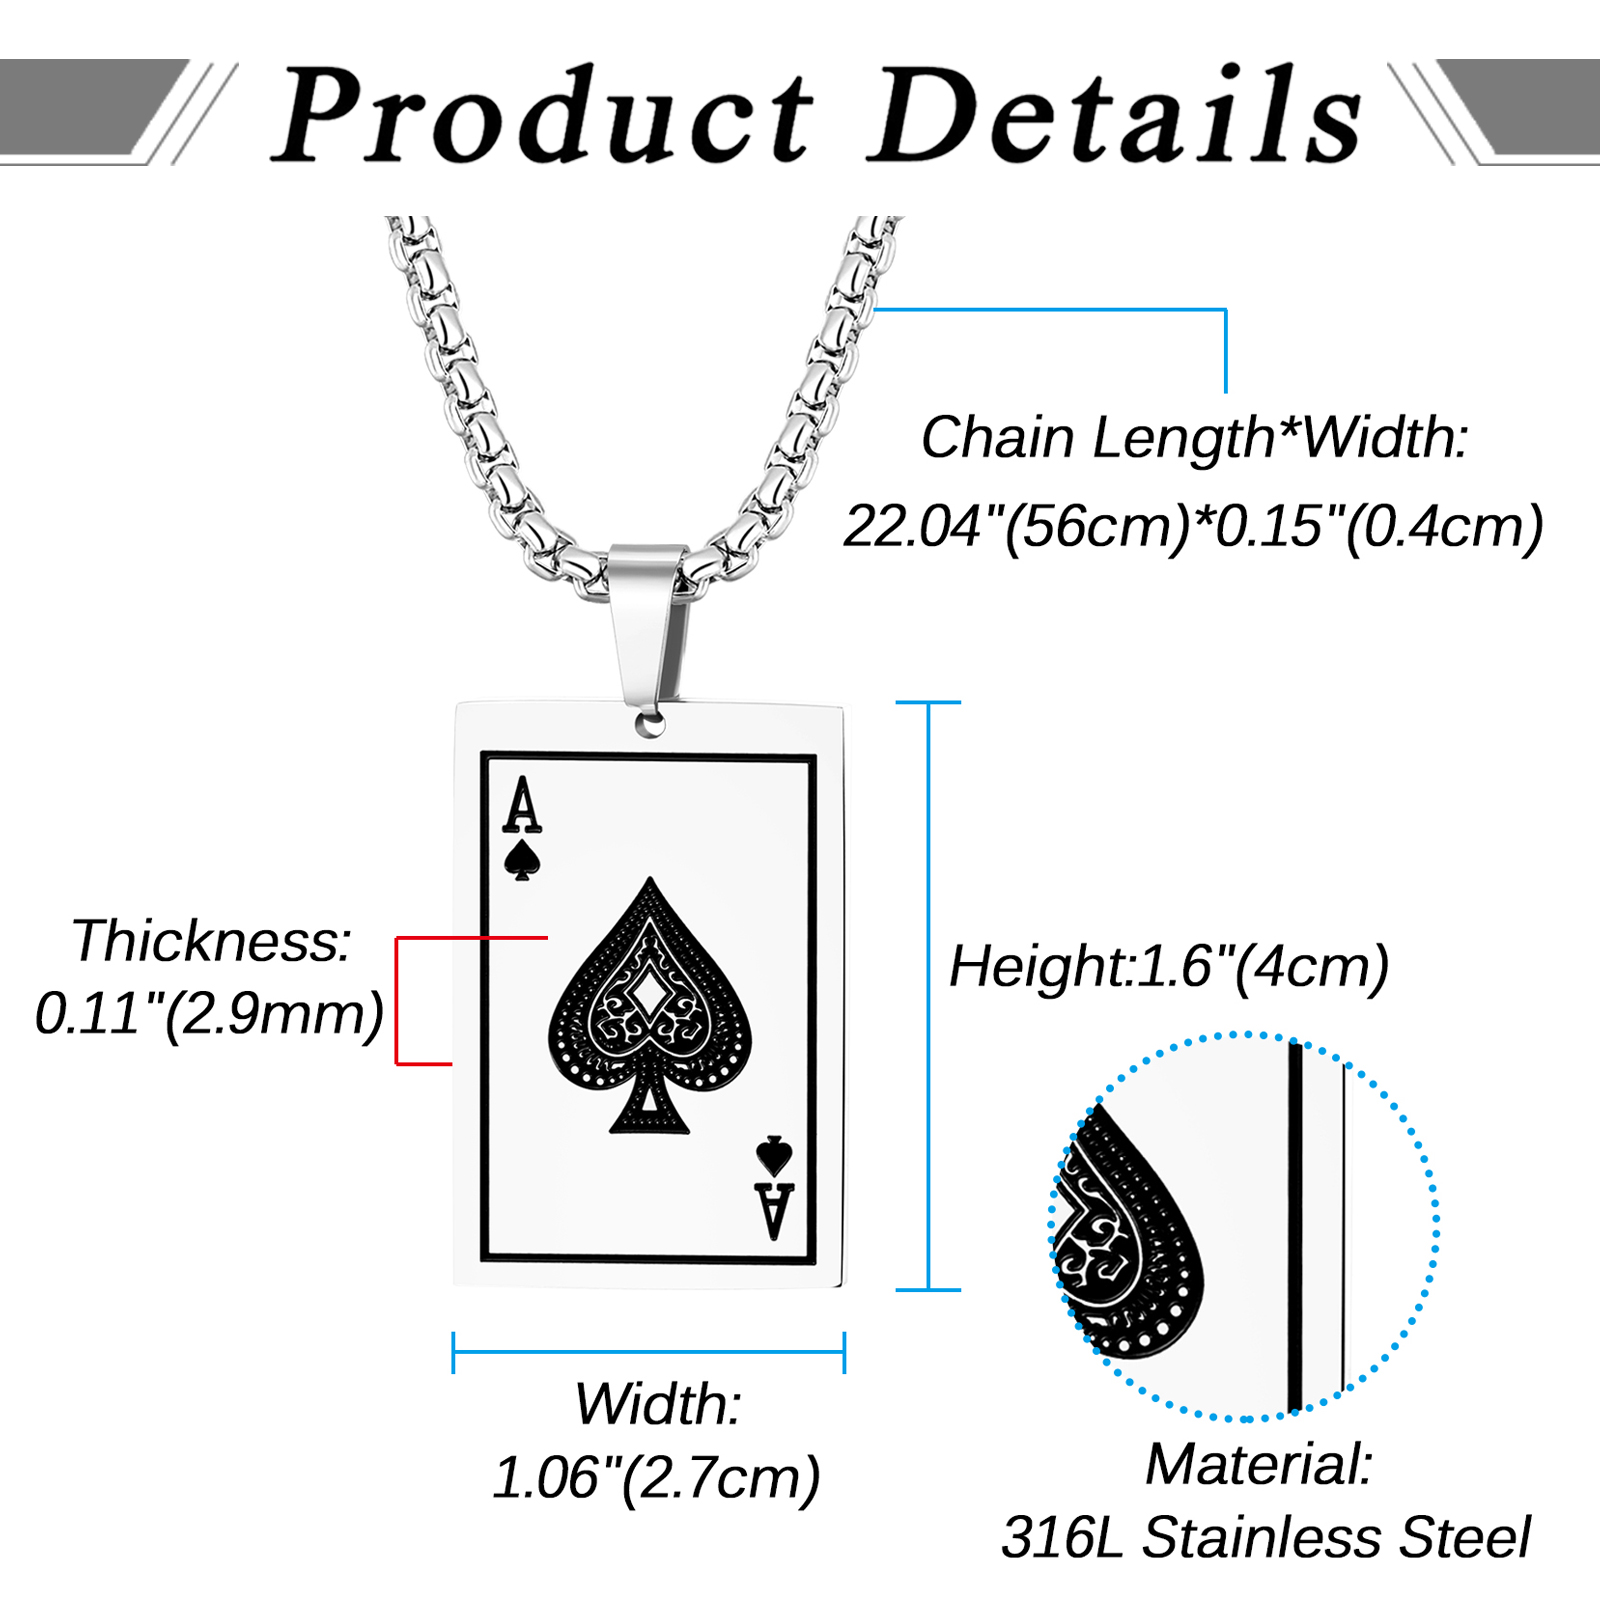 Product Details
Chain Length*Width:
22.04"(56cm)*0.15"(0.4cm)
A
Thickness:
0.11"(2.9mm)
Height:1.6"(4cm)
A
Width:
1.06"(2.7cm)
Material:
316L Stainless Steel